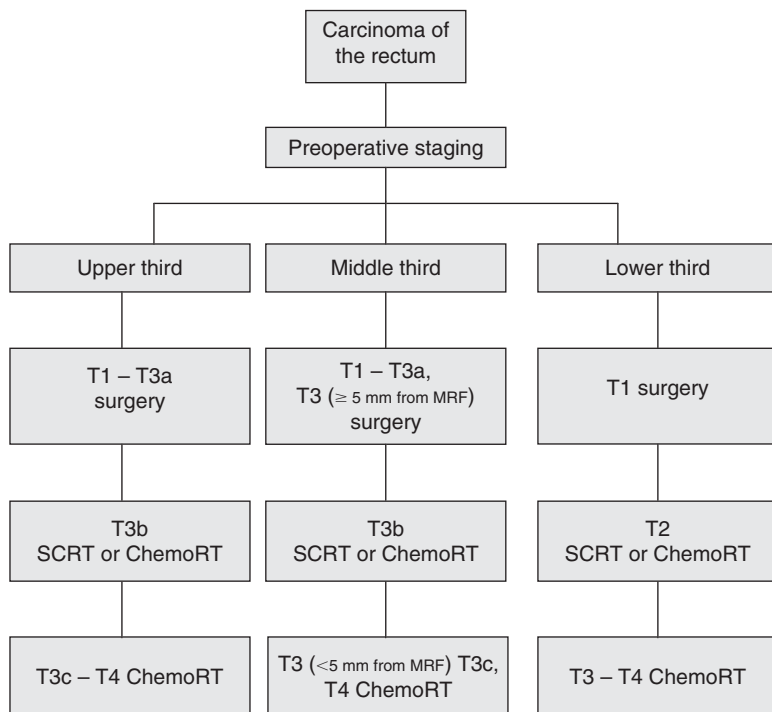 Carcinoma of
the rectum
Preoperative staging
Upper third
Middle third
Lower third
T1 – T3a
surgery
T1 – T3a,
T3 (≥ 5 mm from MRF)
surgery
T1 surgery
T3b
SCRT or ChemoRT
T3b
SCRT or ChemoRT
T2
SCRT or ChemoRT
T3c – T4 ChemoRT
T3 (<5 mm from MRF) T3c,
T4 ChemoRT
T3 – T4 ChemoRT